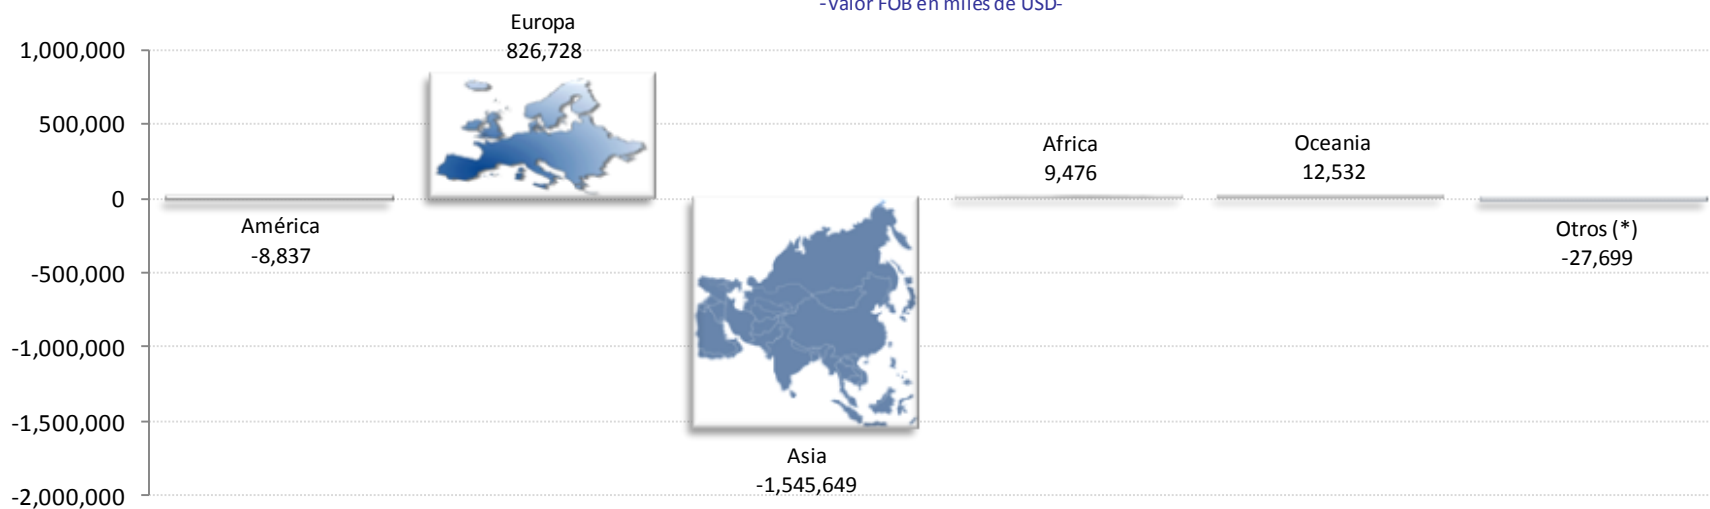 -Valor FOB en miles de USD-
Europa
826,728
1,000,000
500,000
0
-500,000
-1,000,000
-1,500,000
-2,000,000
América
-8,837
Asia
-1,545,649
Africa
9,476
Oceania
12,532
Otros (*)
-27,699